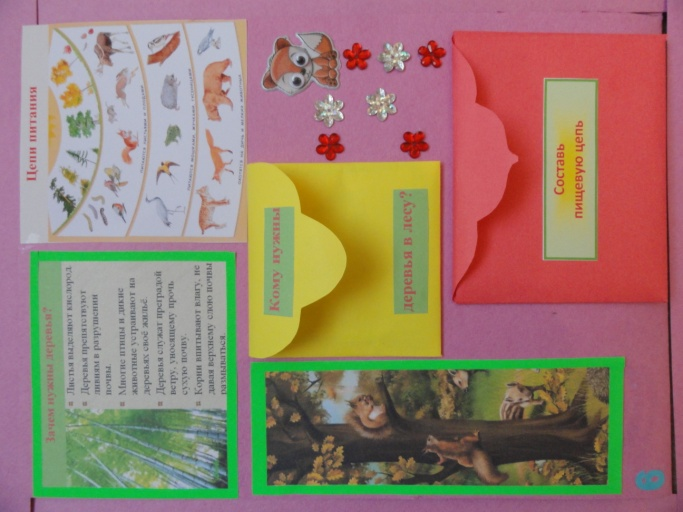 Зачем нужны деревья?
Листья выделяют кислород.
Деревья препятствуют
ливням в разрушении
почвы.
Многие птицы и дикие
животные устраивают на
деревьях своё жильё.
Деревья служат преградой
ветру, уносящему прочь
сухую почву.
Корни впитывают влагу, не
давая верхнему слою почвы
размываться.
Цепи питания
Кому нужны
деревья в лесу?
Составь
пищевую цепь